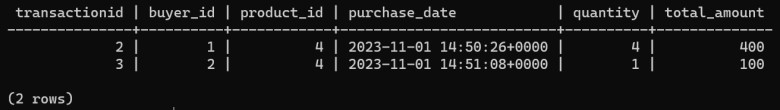 transactionid | buyer_id | product_id | purchase_date | quantity | total_amount
---------------+----------+------------+--------------------------+----------+--------------
2 | 1 | 4 | 2023-11-01 14:50:26+0000 | 4 | 400
3 | 2 | 4 | 2023-11-01 14:51:08+0000 | 1 | 100
(2 rows)